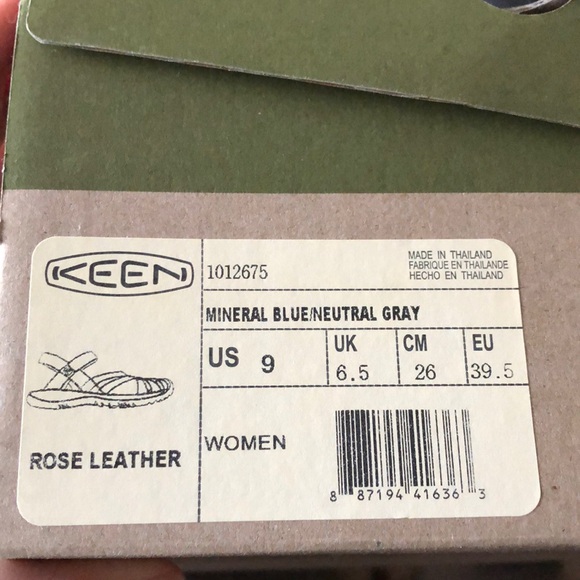 KEEN
ROSE LEATHER
1012675
MADE IN THAILAND
FABRIQUE EN THAILANDE
HECHO EN THAILAND
MINERAL BLUE/NEUTRAL GRAY
US 9
UK 6.5
CM 26
EU 39.5
WOMEN
8 87194 41636 3